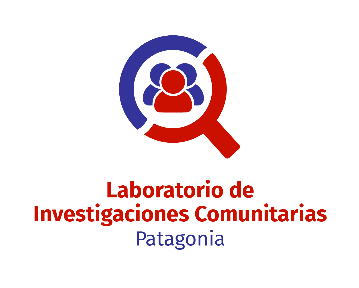 Laboratorio de
Investigaciones Comunitarias
Patagonia